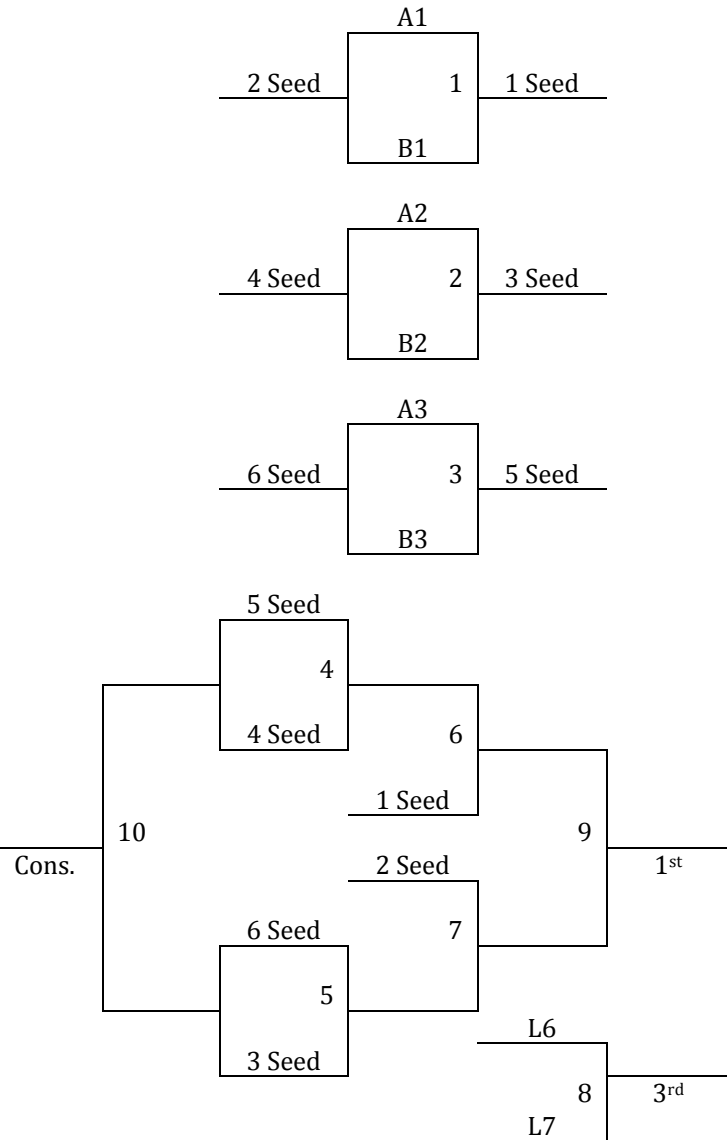 A1
2 Seed 1 1 Seed
B1
A2
4 Seed 2 3 Seed
B2
A3
6 Seed 3 5 Seed
B3
5 Seed
4
4 Seed 6
1 Seed
10 9
Cons. 2 Seed 1st
6 Seed 7
5
L6
3 Seed
8 3rd
L7